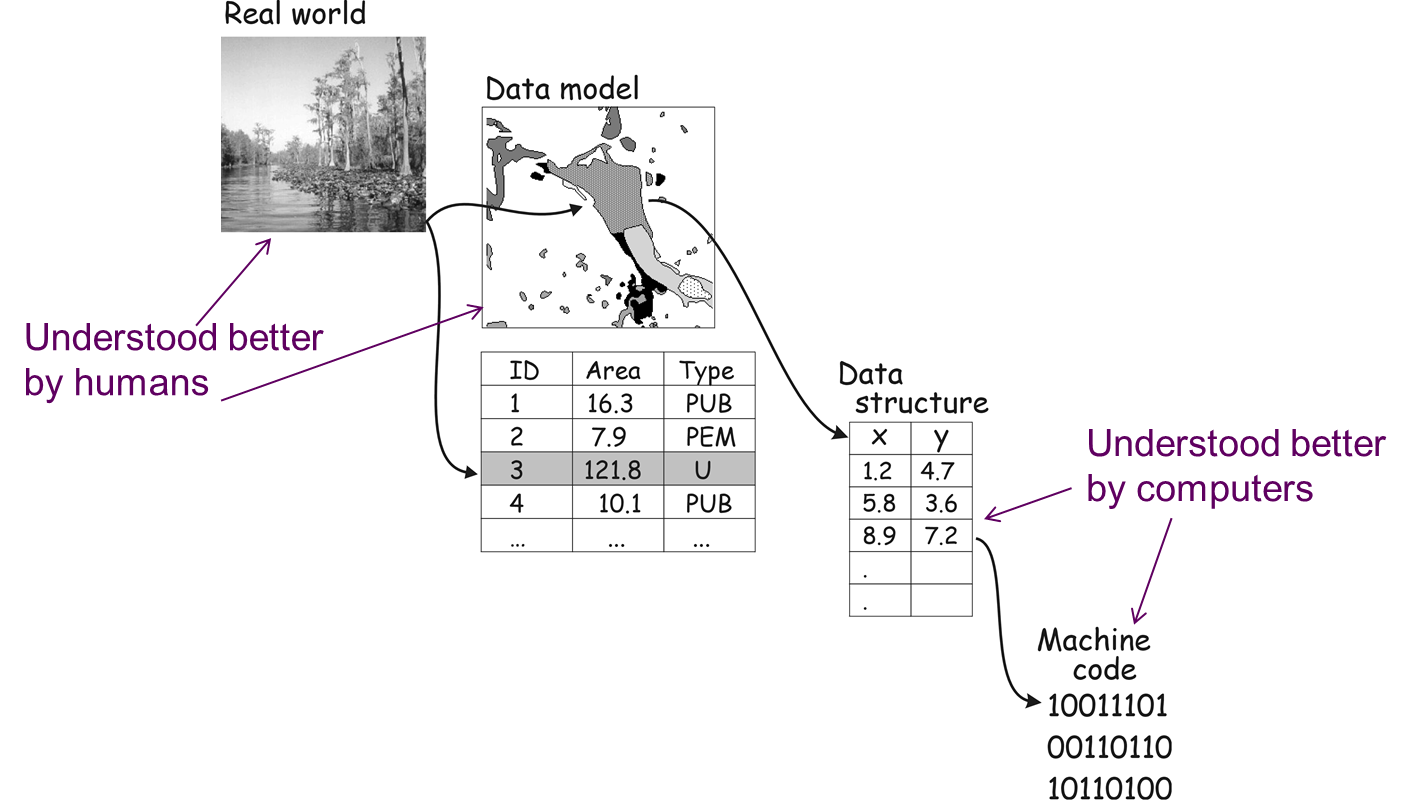 Real world
Data model
Understood better
by humans
ID Area Type
1 16.3 PUB
2 7.9 PEM
3 121.8 U
4 10.1 PUB
... ... ...
Data
structure
x y
1.2 4.7
5.8 3.6
8.9 7.2
.
.
Understood better
by computers
Machine
code
10011101
00110110
10110100